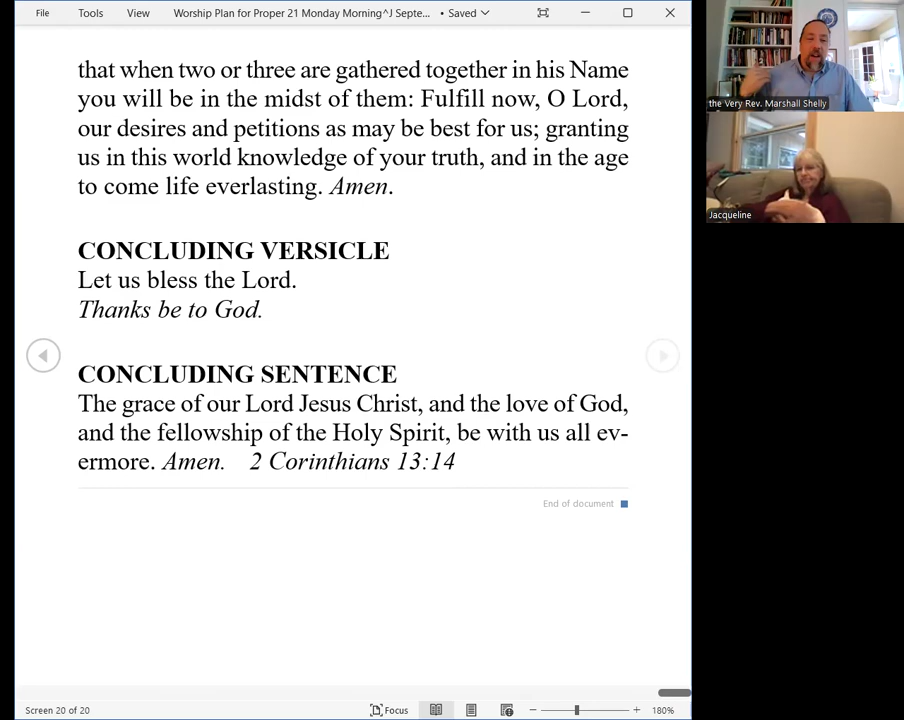 File Tools View Worship Plan for Proper 21 Monday Morning^J Septe... • Saved
that when two or three are gathered together in his Name
you will be in the midst of them: Fulfill now, O Lord,
our desires and petitions as may be best for us; granting
us in this world knowledge of your truth, and in the age
to come life everlasting. Amen.
CONCLUDING VERSICLE
Let us bless the Lord.
Thanks be to God.
CONCLUDING SENTENCE
The grace of our Lord Jesus Christ, and the love of God,
and the fellowship of the Holy Spirit, be with us all ev-
ermore. Amen. 2 Corinthians 13:14
End of document
Screen 20 of 20 Focus 180%
the Very Rev. Marshall Shelly
Jacqueline